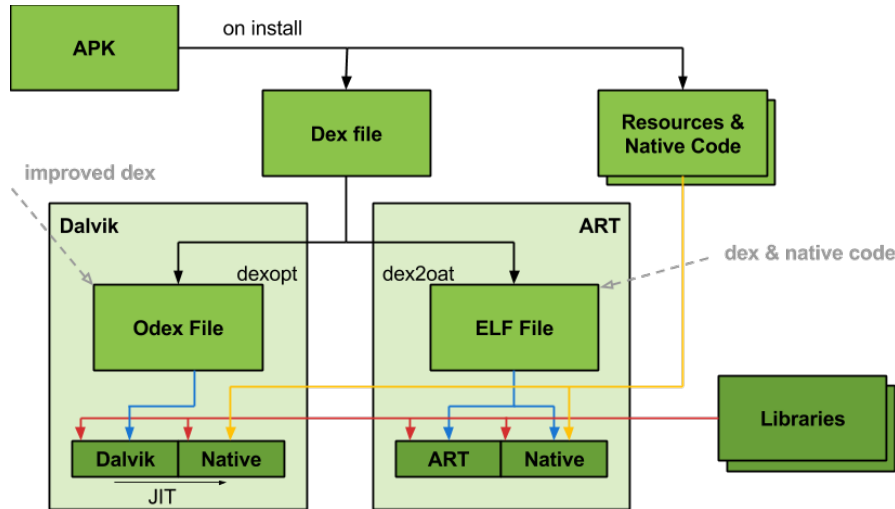 APK
on install
Dex file
Resources &
Native Code
improved dex
Dalvik
ART
dexopt
dex2oat
dex & native code
Odex File
ELF File
Libraries
Dalvik
Native
ART
Native
JIT